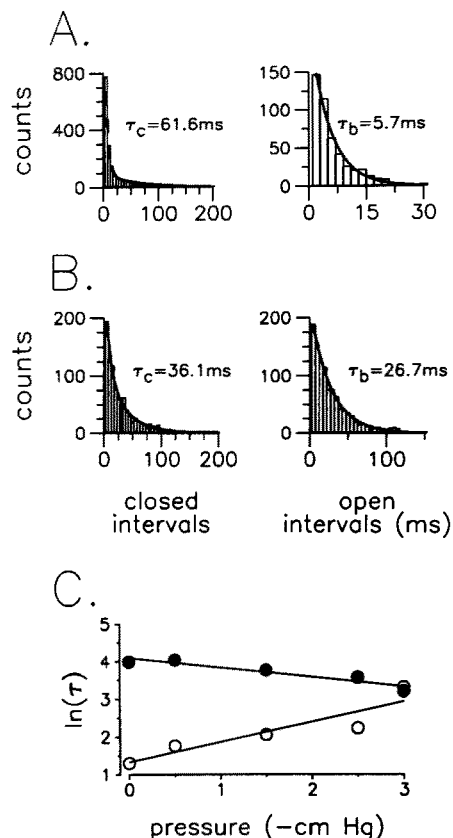 A.
800
400
0
counts
τc=61.6ms
0 100 200
150
100
50
0
τb=5.7ms
0 15 30
B.
200
100
0
counts
τc=36.1ms
0 100 200
closed
intervals
200
100
0
τb=26.7ms
0 100
open
intervals (ms)
C.
5
4
3
2
1
ln(τ)
0 1 2 3
pressure (-cm Hg)